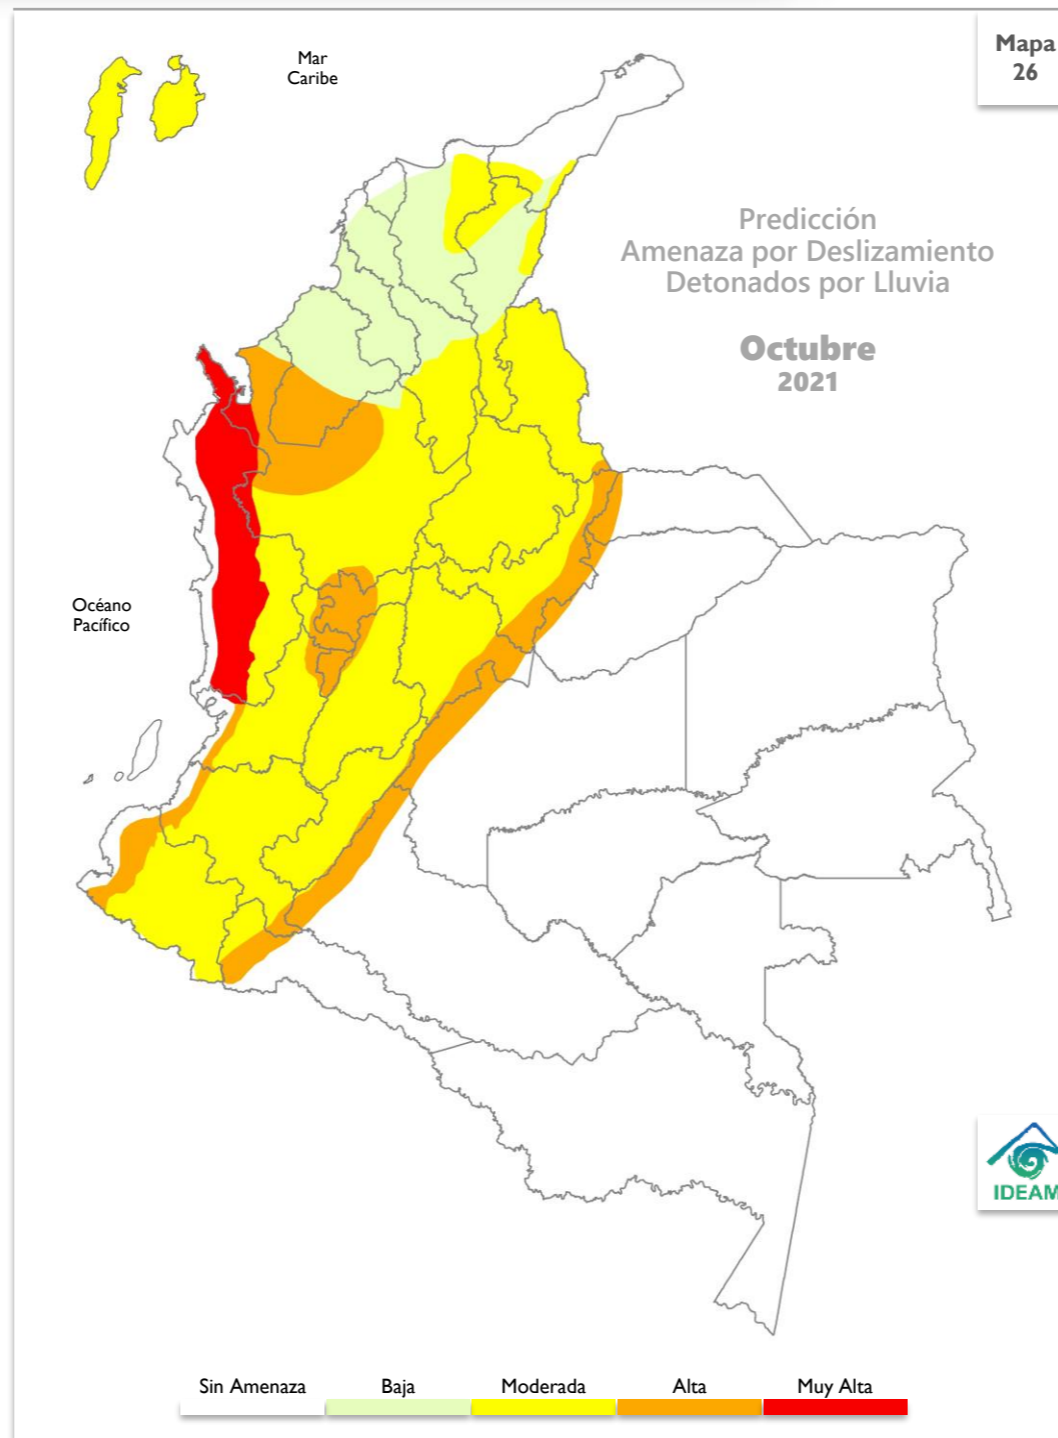 Mar
Caribe
Mapa
26
Predicción
Amenaza por Deslizamiento
Detonados por Lluvia
Octubre
2021
Océano
Pacífico
IDEAM
Sin Amenaza
Baja
Moderada
Alta
Muy Alta